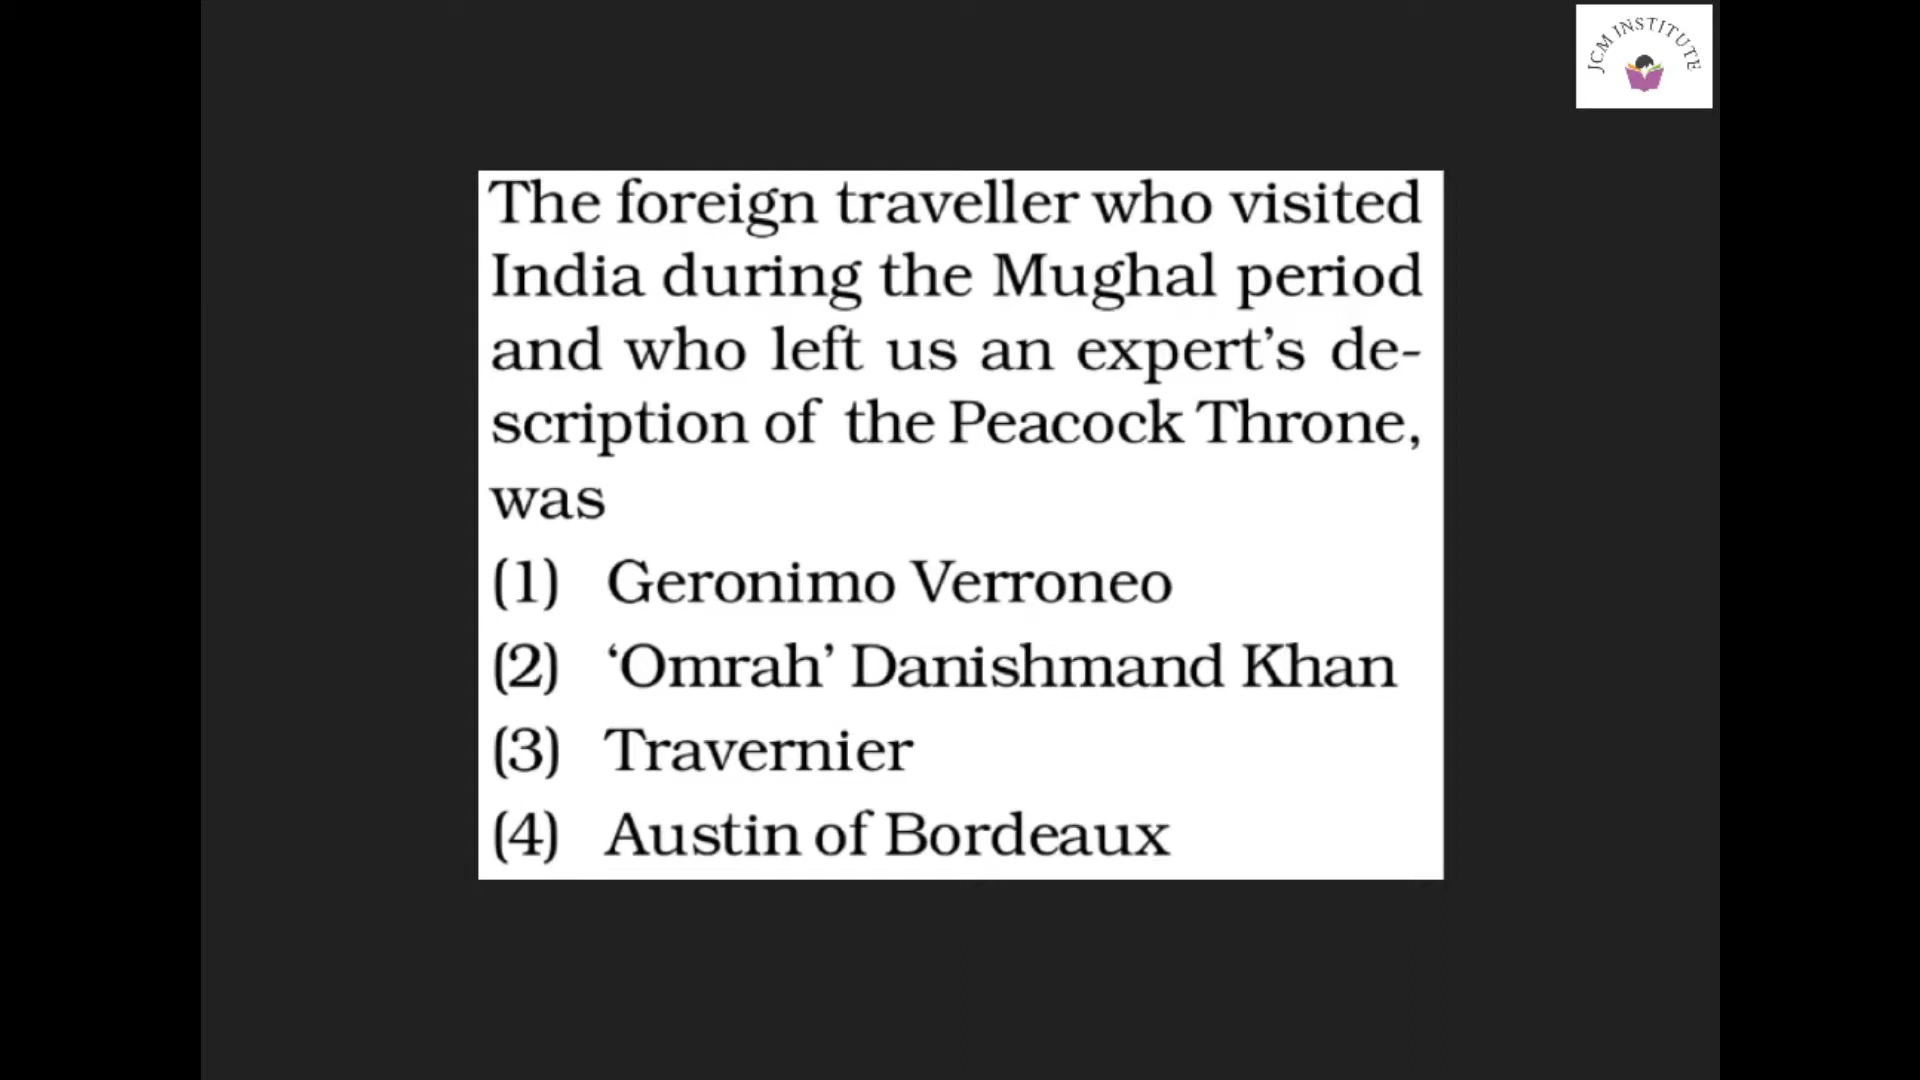 JCM INSTITUTE
The foreign traveller who visited
India during the Mughal period
and who left us an expert’s de-
scription of the Peacock Throne,
was
(1) Geronimo Verroneo
(2) ‘Omrah’ Danishmand Khan
(3) Travernier
(4) Austin of Bordeaux